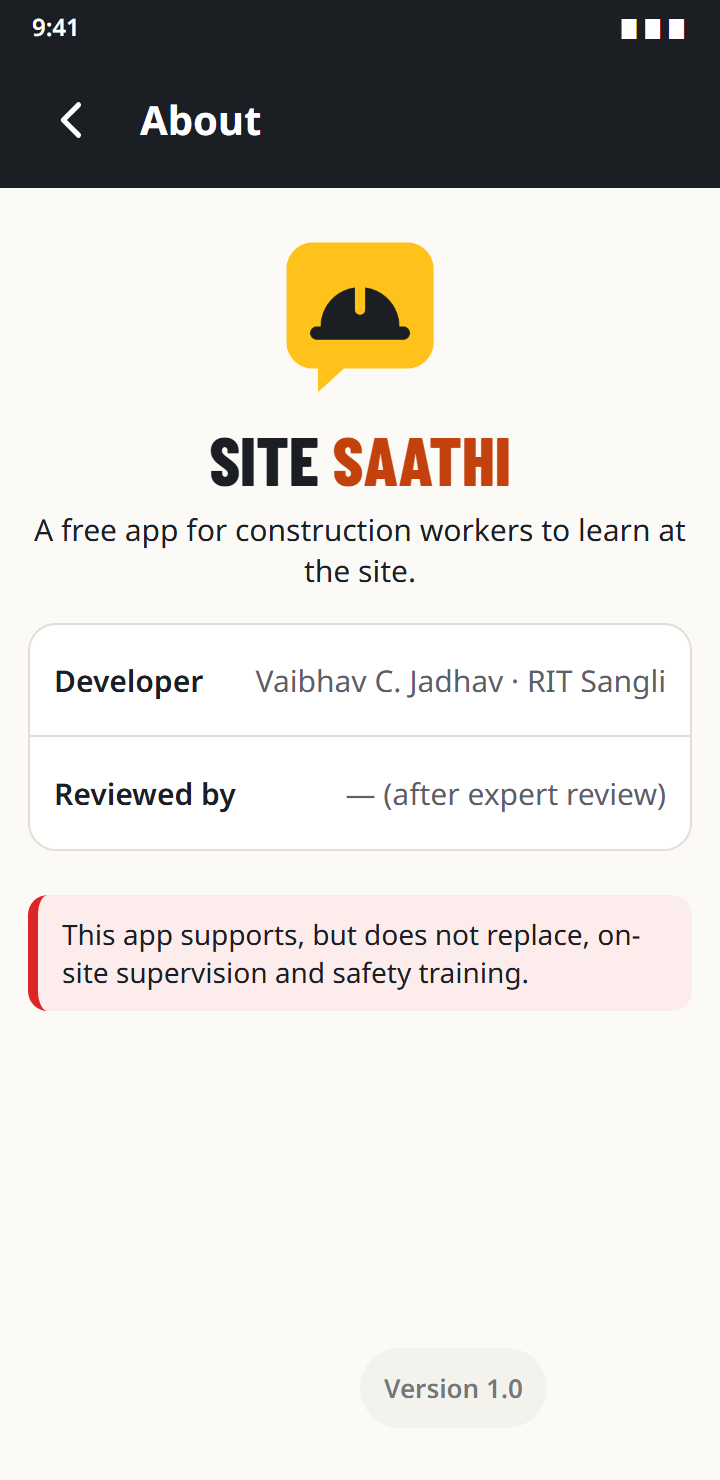 9:41
About
SITE SAATHI
A free app for construction workers to learn at
the site.
Developer Vaibhav C. Jadhav · RIT Sangli
Reviewed by — (after expert review)
This app supports, but does not replace, on-
site supervision and safety training.
Version 1.0